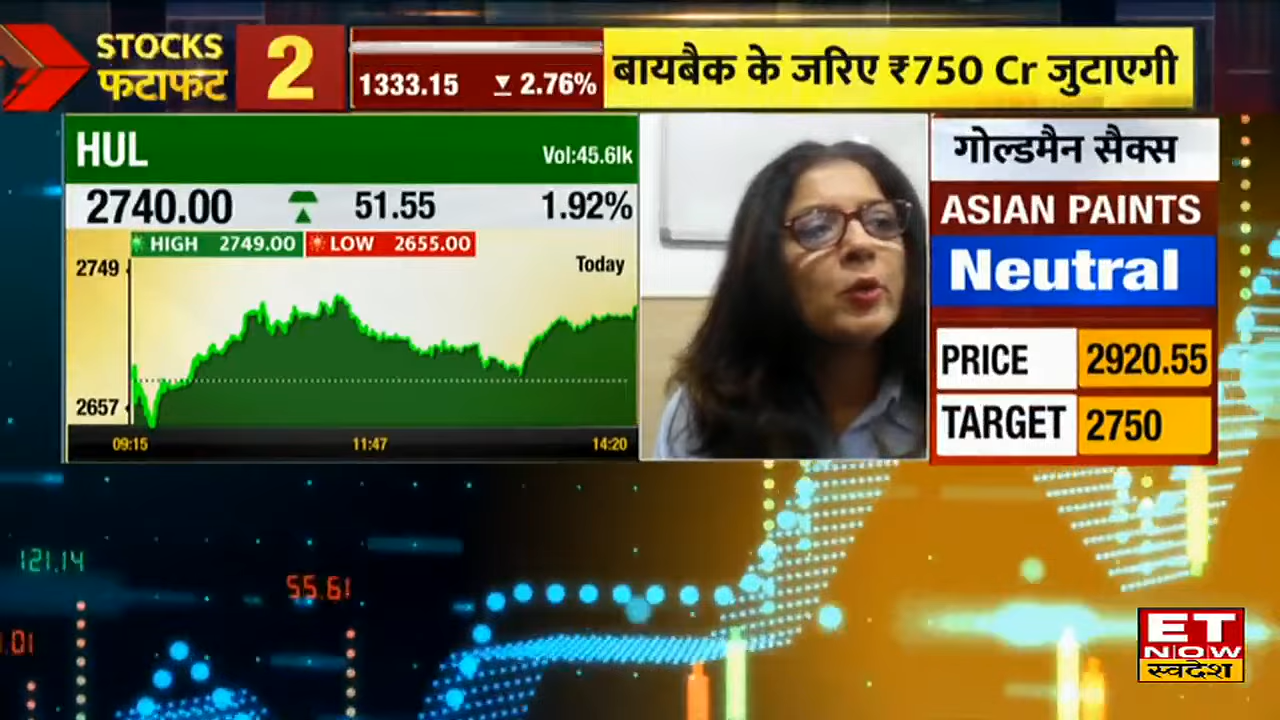 STOCKS
फटाफट
2
1333.15 2.76%
बायबैक के जरिए ₹750 Cr जुटाएगी
HUL
Vol:45.6lk
2740.00 51.55 1.92%
HIGH 2749.00 LOW 2655.00
2749
Today
2657
09:15 11:47 14:20
गोल्डमैन सैक्स
ASIAN PAINTS
Neutral
PRICE 2920.55
TARGET 2750
121.14
55.61
.01
ET
NOW
स्वदेश